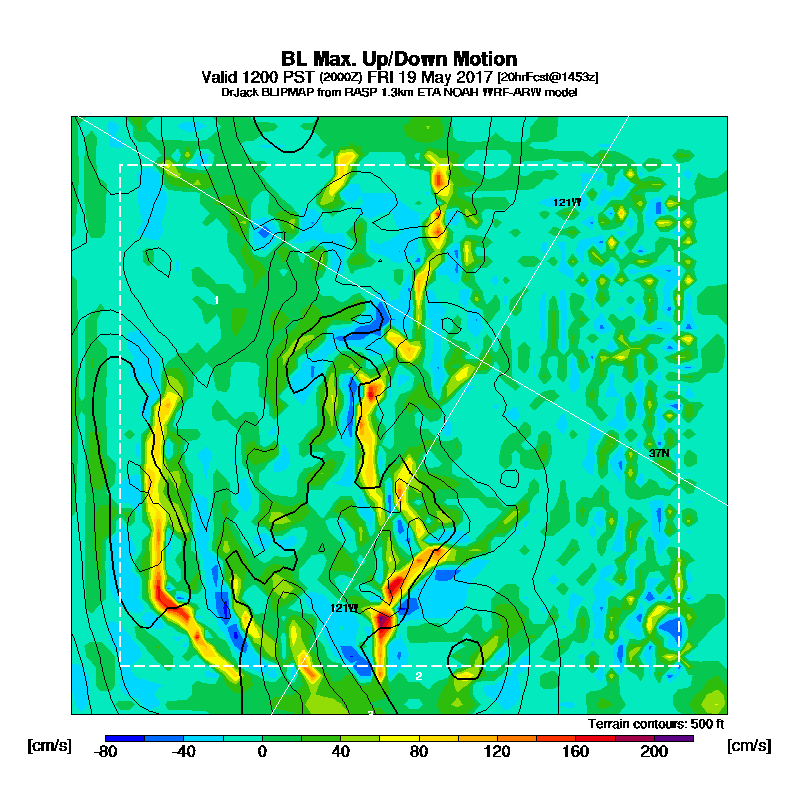 BL Max. Up/Down Motion
Valid 1200 PST (2000Z) FRI 19 May 2017 [20hrFcst@1453z]
DrJack BLIPMAP from RASP 1.3km ETA NOAH WRF-ARW model
121W
1
37N
121W
2
Terrain contours: 500 ft
[cm/s] -80 -40 0 40 80 120 160 200 [cm/s]